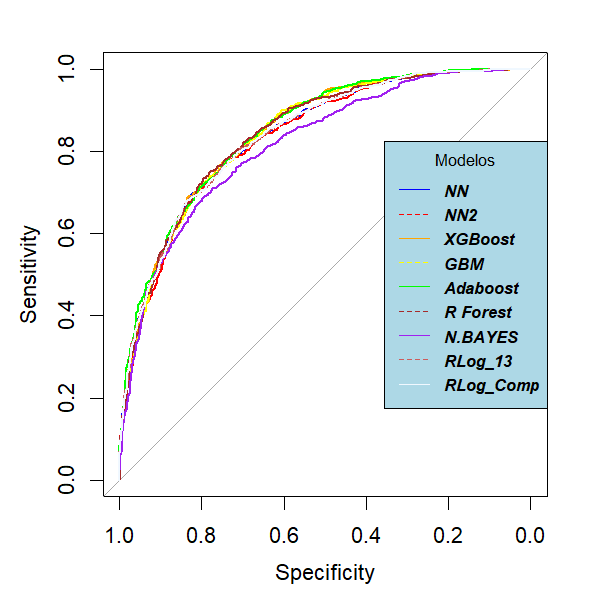 Sensitivity
1.0
0.8
0.6
0.4
0.2
0.0
Modelos
NN
NN2
XGBoost
GBM
Adaboost
R Forest
N.BAYES
RLog_13
RLog_Comp
1.0 0.8 0.6 0.4 0.2 0.0
Specificity